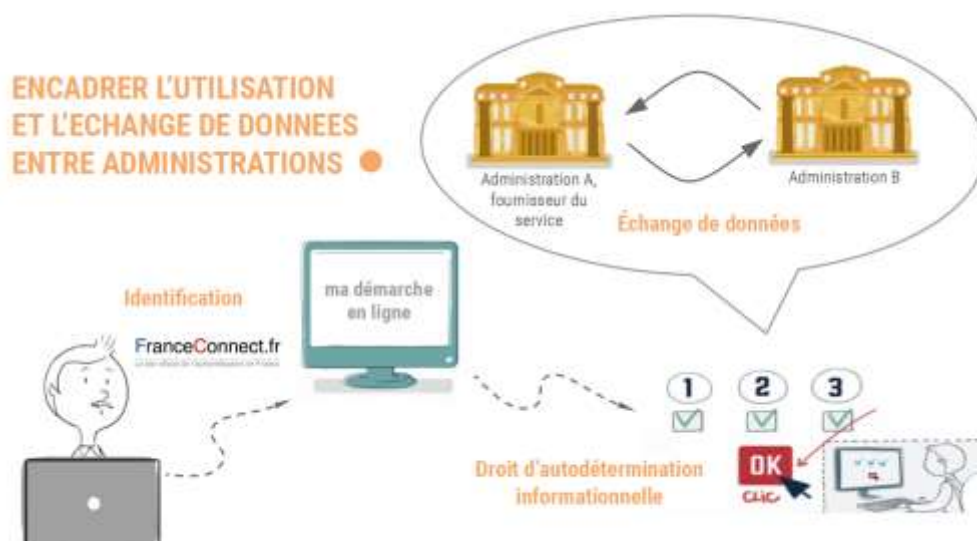 ENCADRER L'UTILISATION
ET L'ECHANGE DE DONNEES
ENTRE ADMINISTRATIONS
Administration A,
fournisseur du
service
Administration B
Échange de données
Identification
FranceConnect.fr
ma démarche
en ligne
1 2 3
Droit d'autodétermination
informationnelle
OK
CLIC